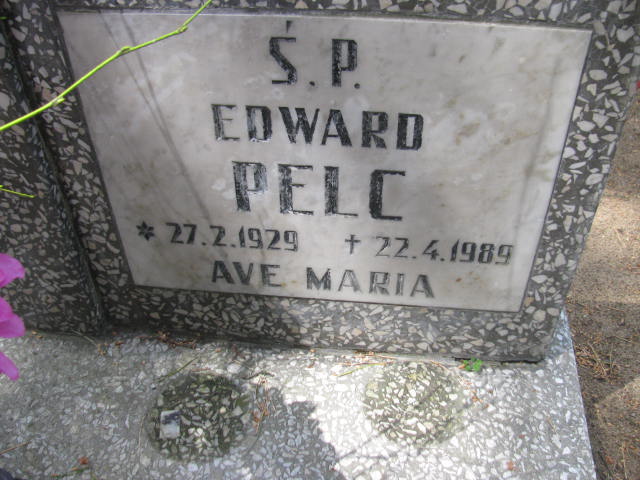 Ś.P.
EDWARD
PELC
* 27.2.1929 † 22.4.1989
AVE MARIA